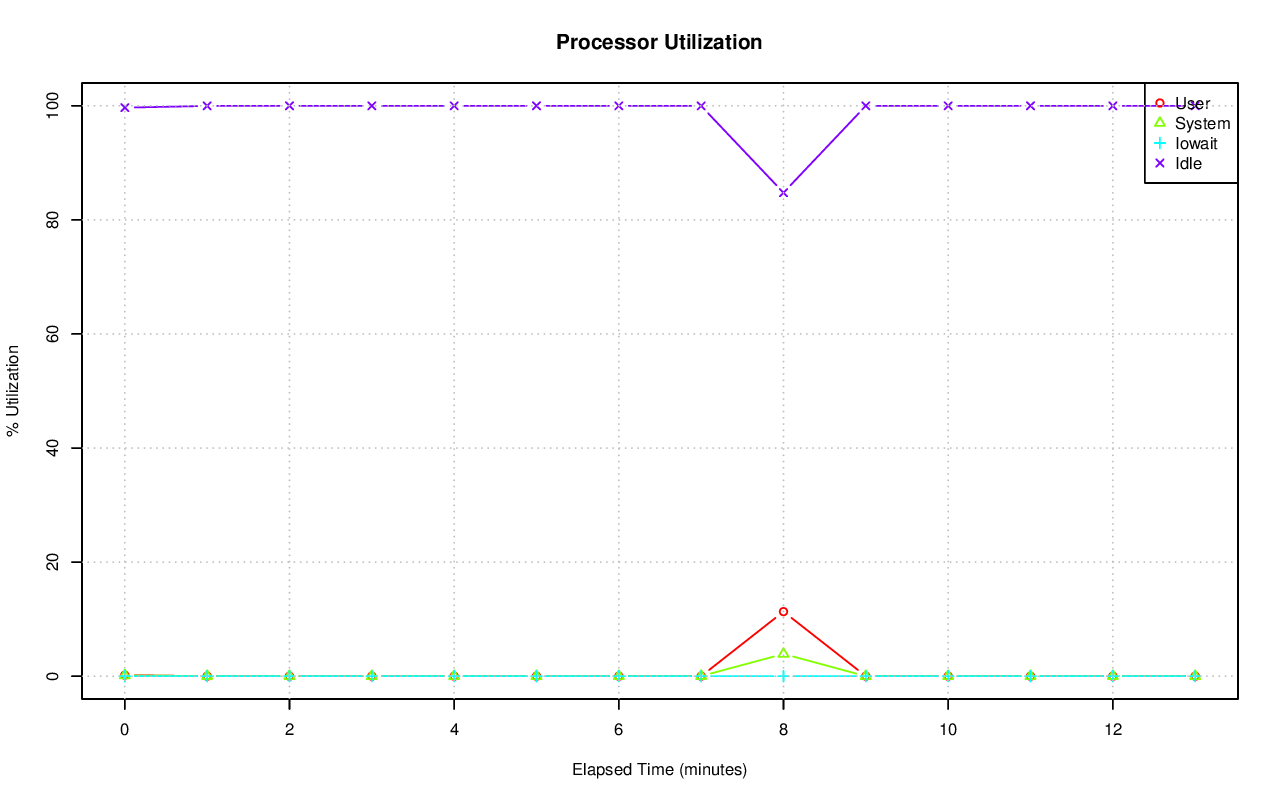 Processor Utilization
% Utilization
100
80
60
40
20
0
User
System
Iowait
Idle
0 2 4 6 8 10 12
Elapsed Time (minutes)